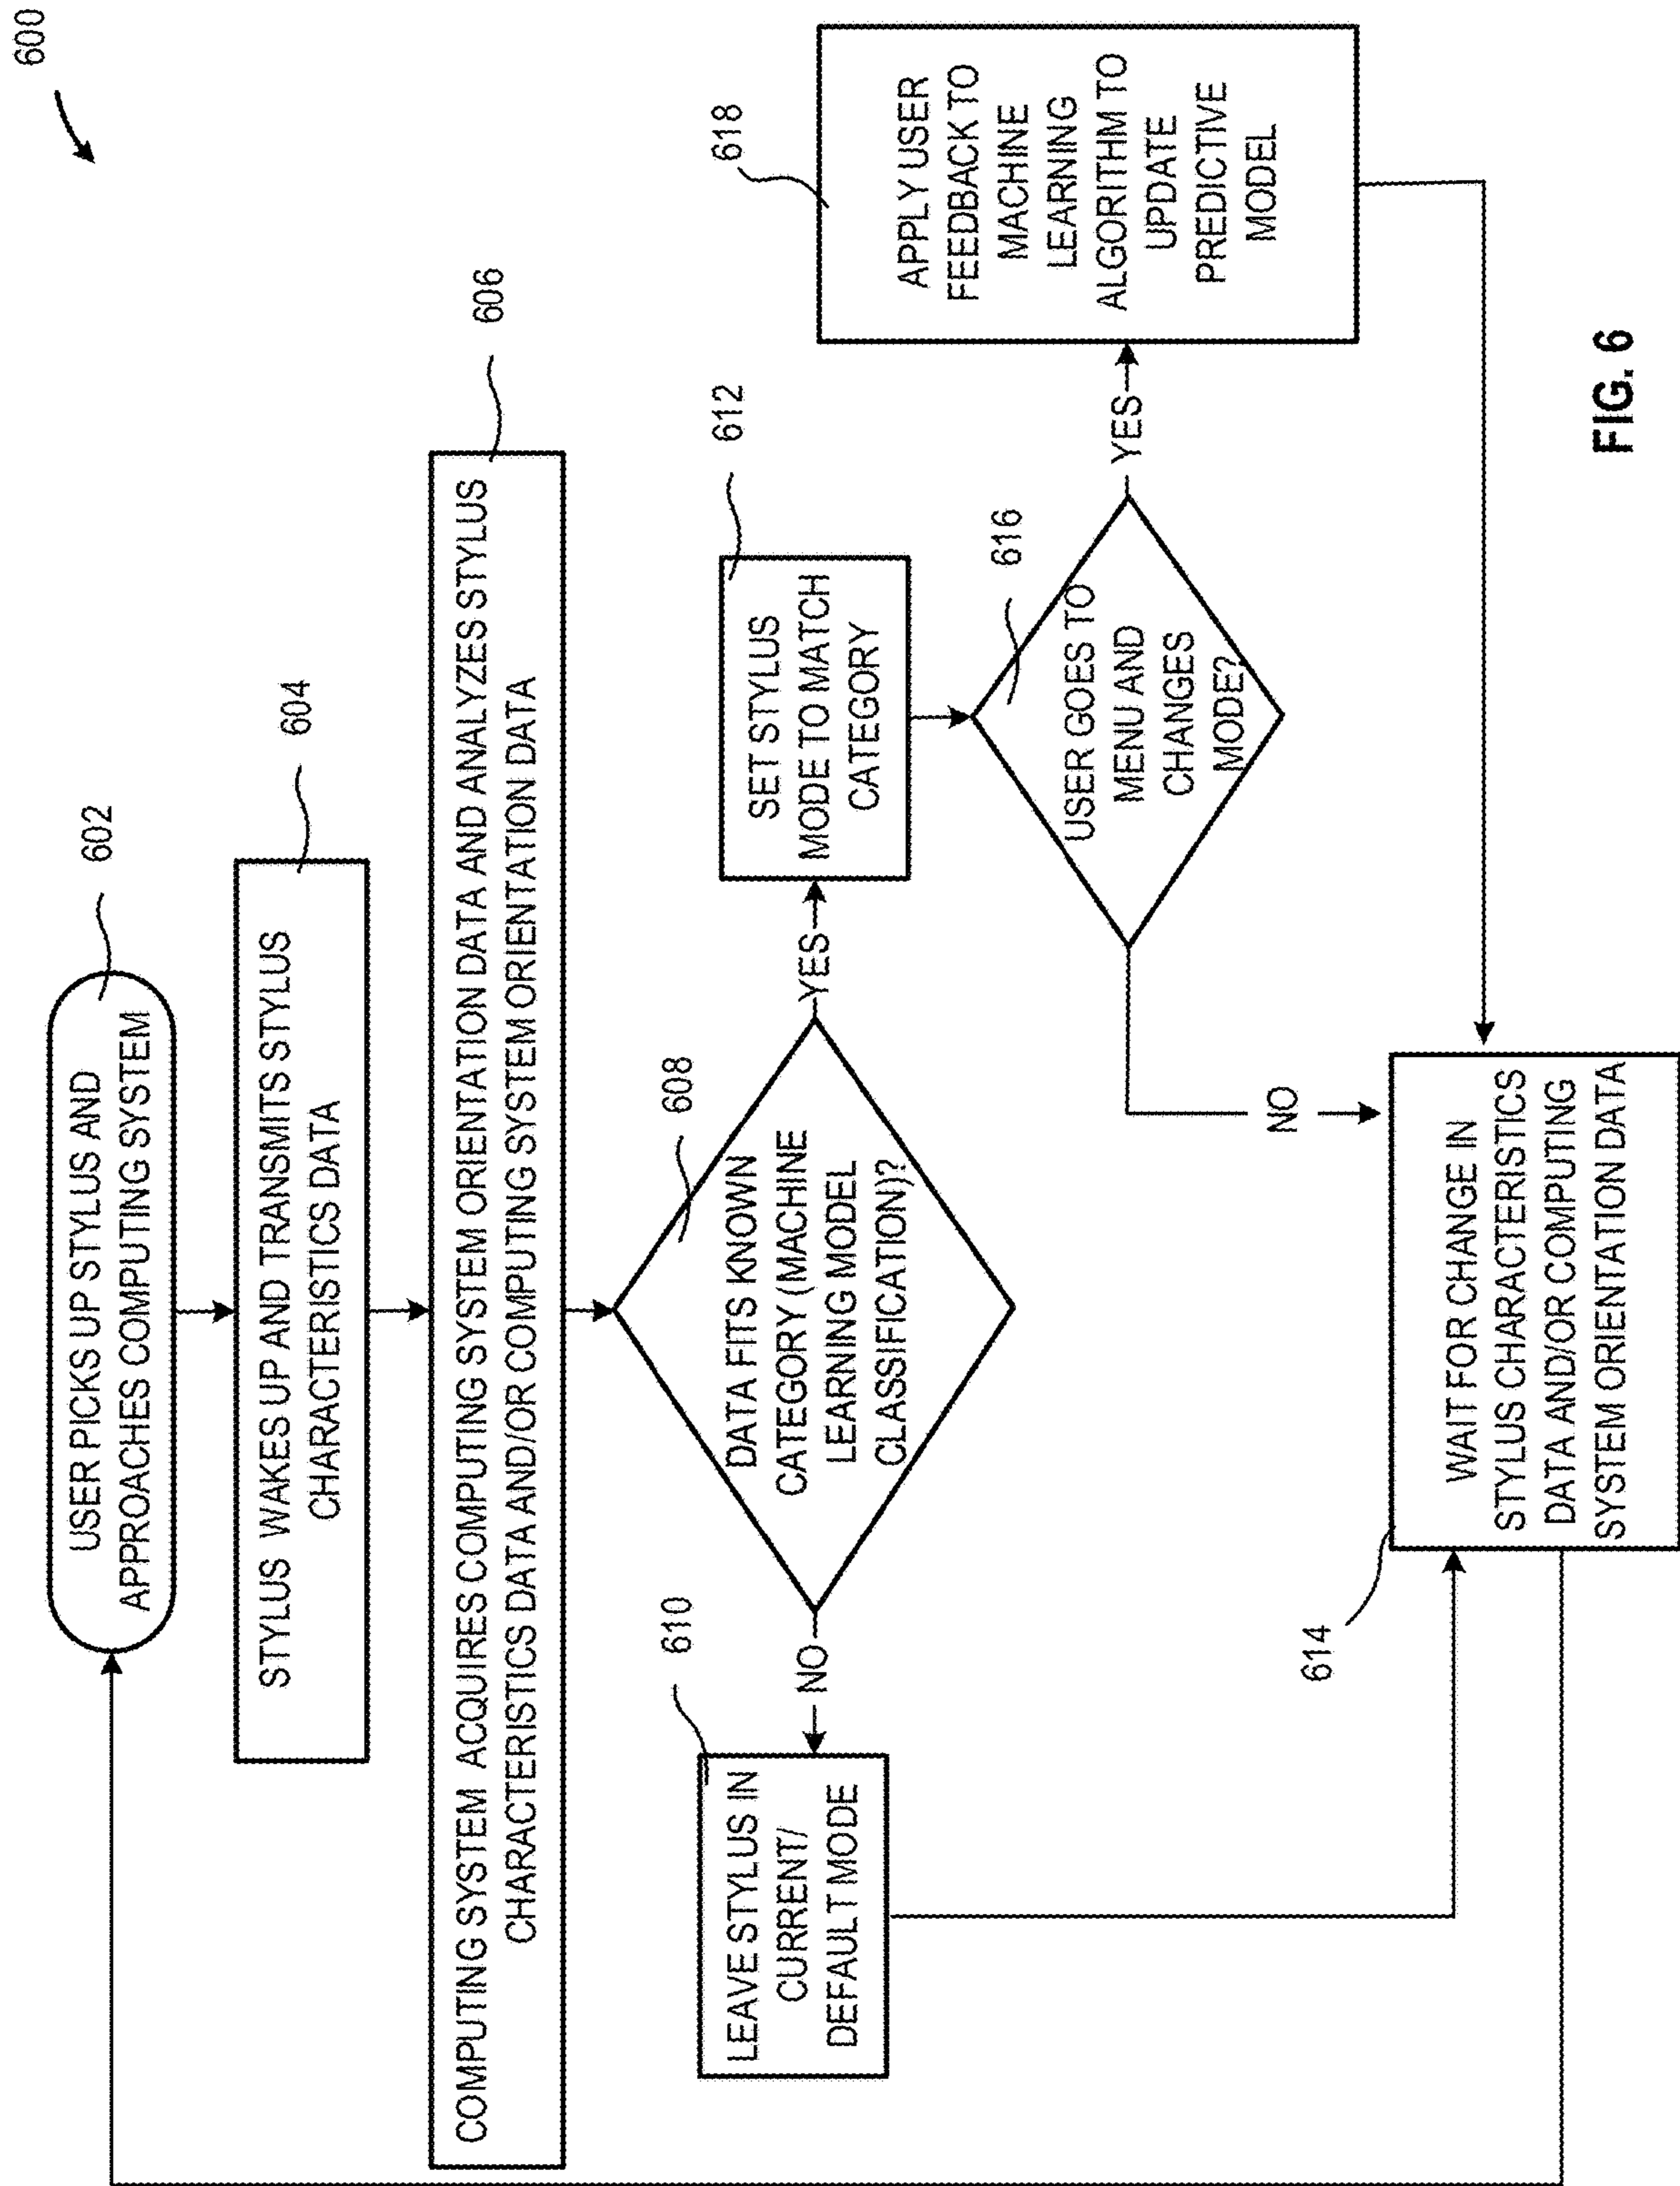 600
602
USER PICKS UP STYLUS AND
APPROACHES COMPUTING SYSTEM
604
STYLUS WAKES UP AND TRANSMITS STYLUS
CHARACTERISTICS DATA
606
COMPUTING SYSTEM ACQUIRES COMPUTING SYSTEM ORIENTATION DATA AND ANALYZES STYLUS
CHARACTERISTICS DATA AND/OR COMPUTING SYSTEM ORIENTATION DATA
608
DATA FITS KNOWN
CATEGORY (MACHINE
LEARNING MODEL
CLASSIFICATION)?
NO
YES
610
LEAVE STYLUS IN
CURRENT/
DEFAULT MODE
612
SET STYLUS
MODE TO MATCH
CATEGORY
616
USER GOES TO
MENU AND
CHANGES
MODE?
YES
NO
618
APPLY USER
FEEDBACK TO
MACHINE
LEARNING
ALGORITHM TO
UPDATE
PREDICTIVE
MODEL
614
WAIT FOR CHANGE IN
STYLUS CHARACTERISTICS
DATA AND/OR COMPUTING
SYSTEM ORIENTATION DATA
FIG. 6